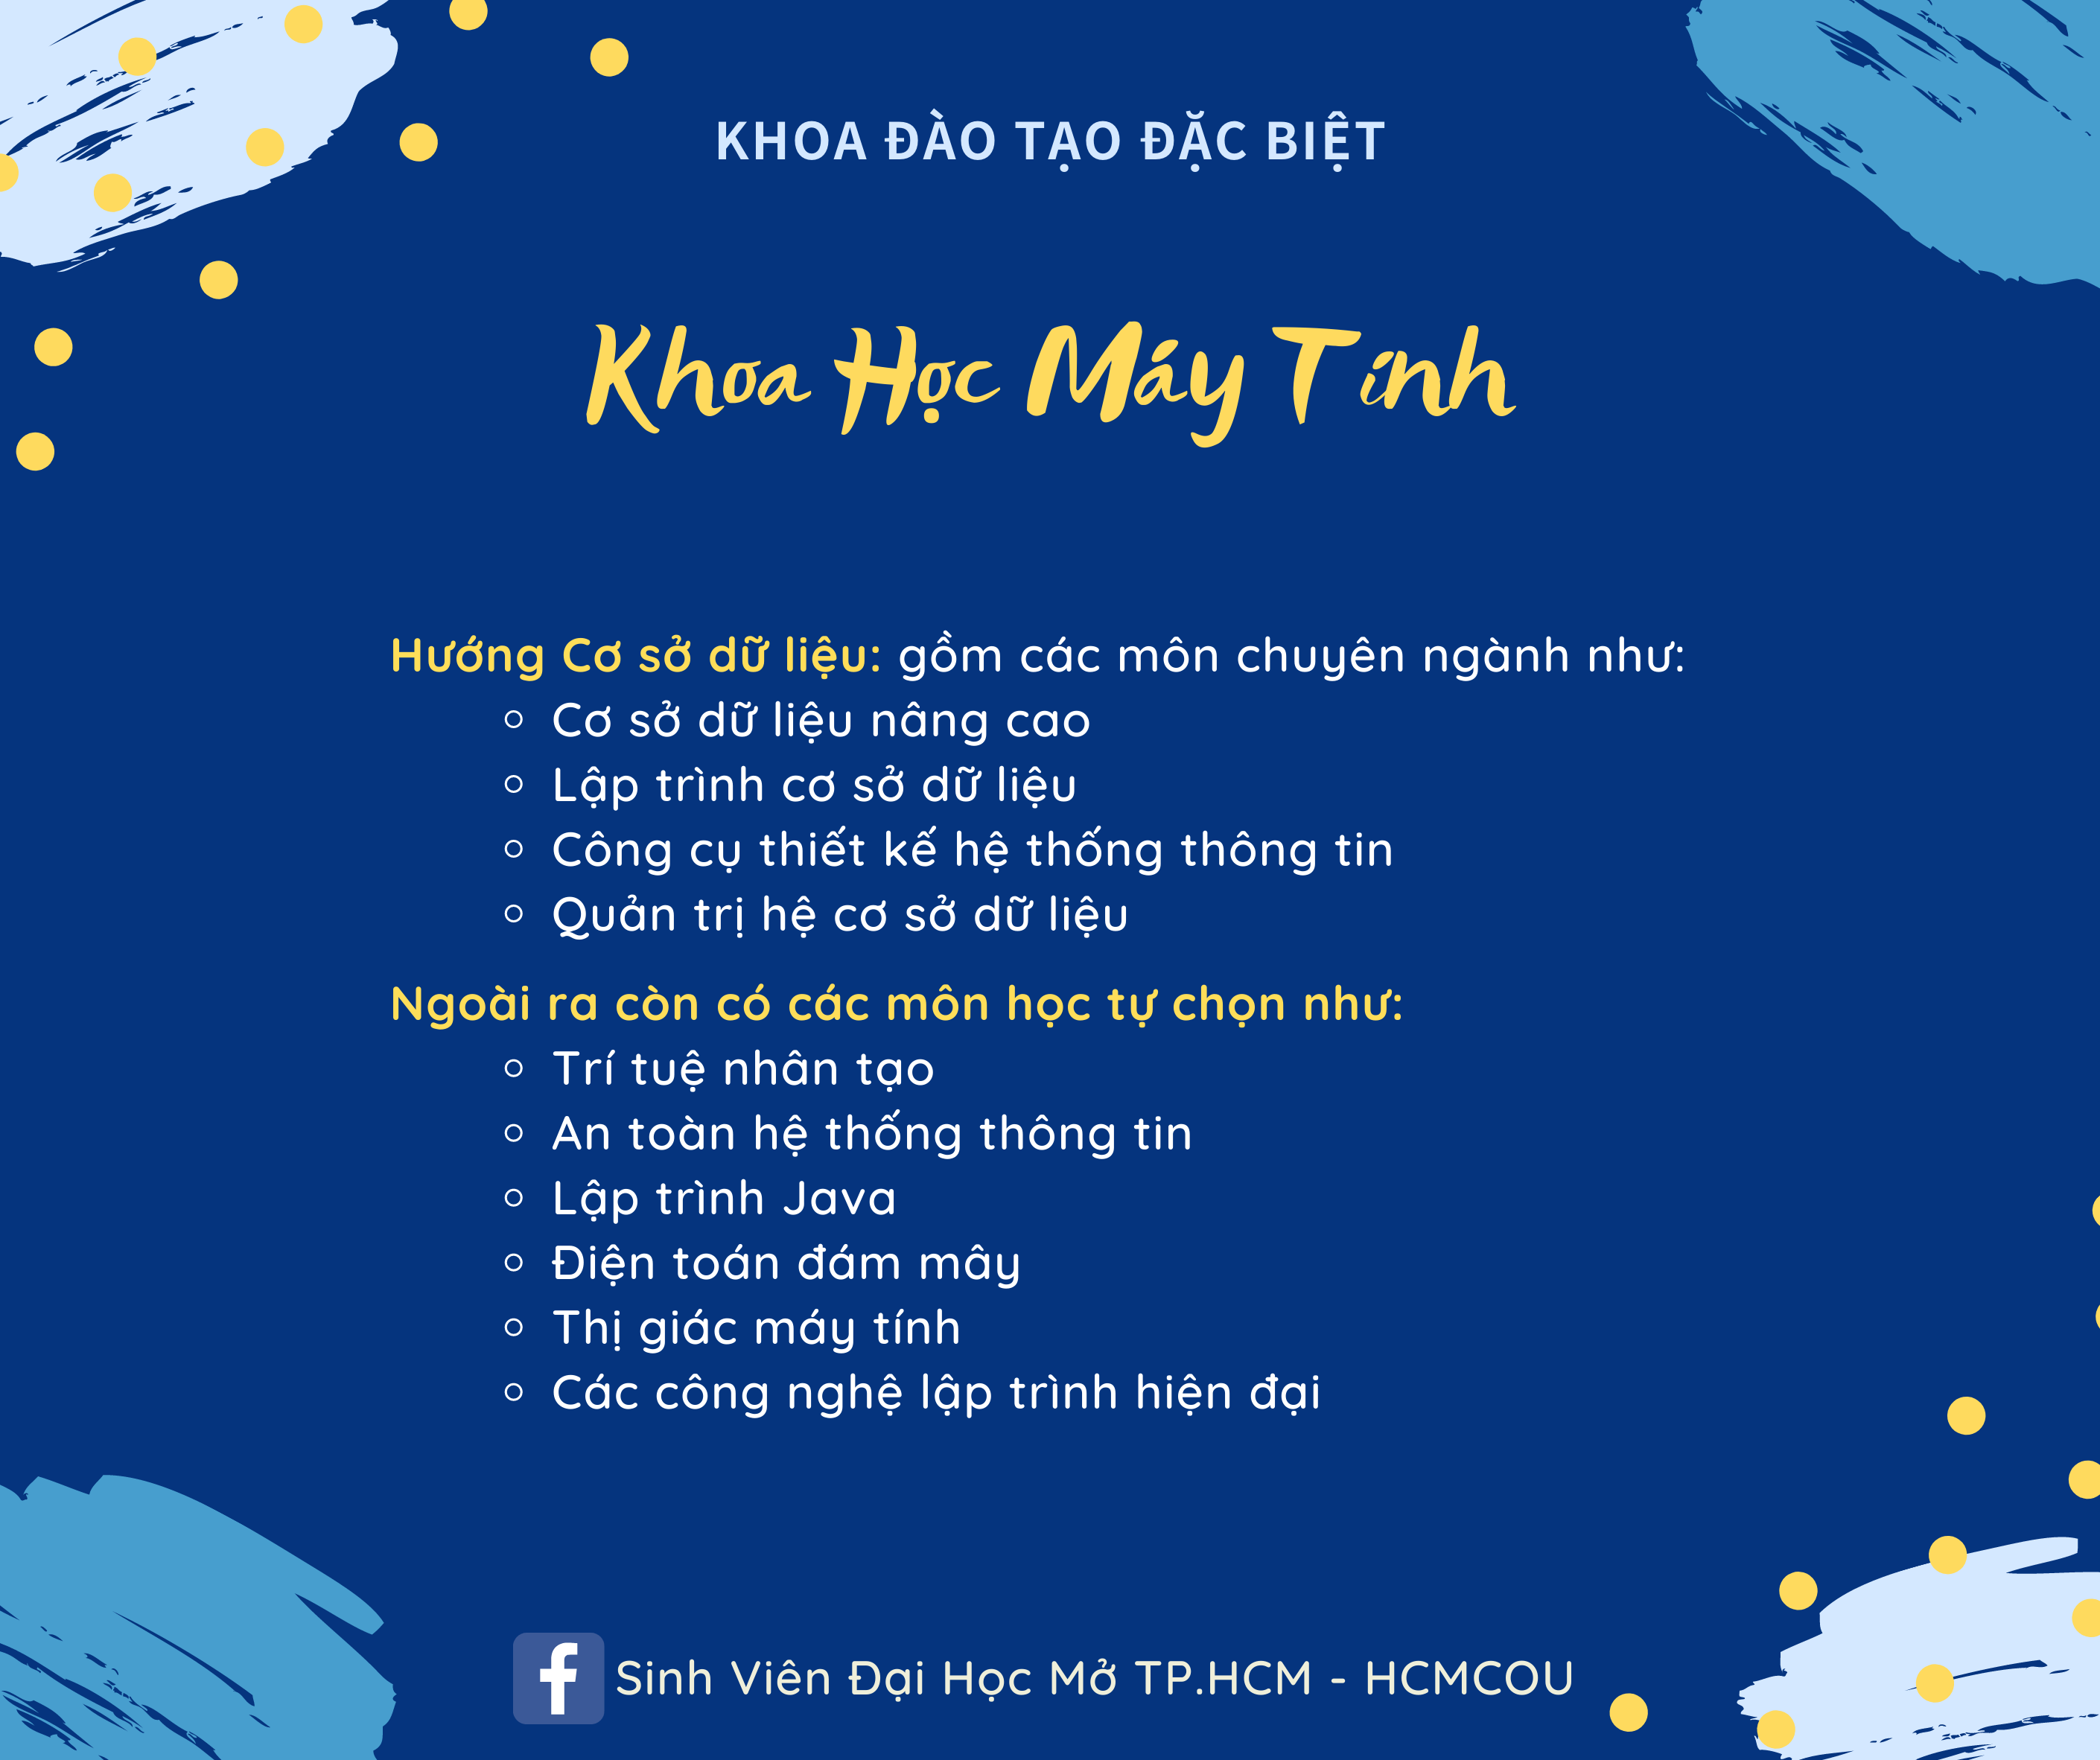 KHOA ĐÀO TẠO ĐẶC BIỆT
Khoa Học Máy Tính
Hướng Cơ sở dữ liệu: gồm các môn chuyên ngành như:
Cơ sở dữ liệu nâng cao
Lập trình cơ sở dữ liệu
Công cụ thiết kế hệ thống thông tin
Quản trị hệ cơ sở dữ liệu
Ngoài ra còn có các môn học tự chọn như:
Trí tuệ nhân tạo
An toàn hệ thống thông tin
Lập trình Java
Điện toán đám mây
Thị giác máy tính
Các công nghệ lập trình hiện đại
Sinh Viên Đại Học Mở TP.HCM - HCMCOU